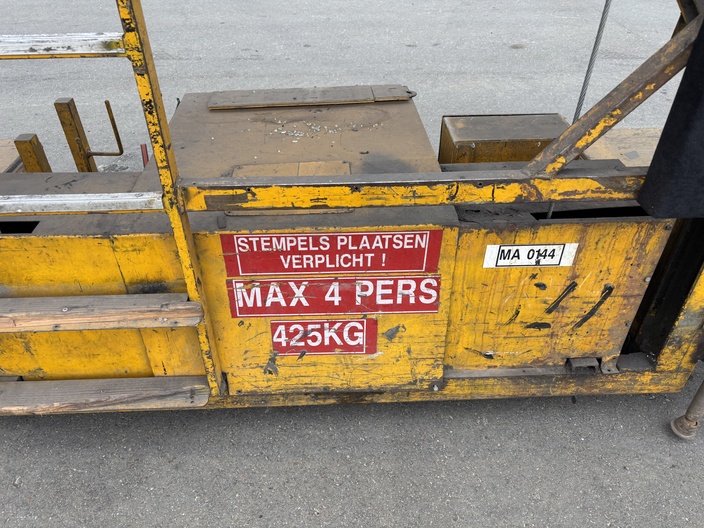 STEMPELS PLAATSEN
VERPLICHT !
MAX 4 PERS
425KG
MA 0144